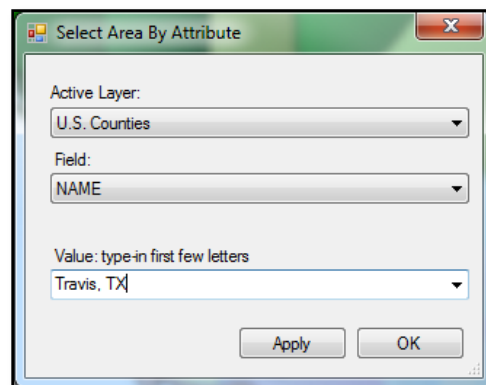 Select Area By Attribute
Active Layer:
U.S. Counties
Field:
NAME
Value: type-in first few letters
Travis, TX
Apply OK